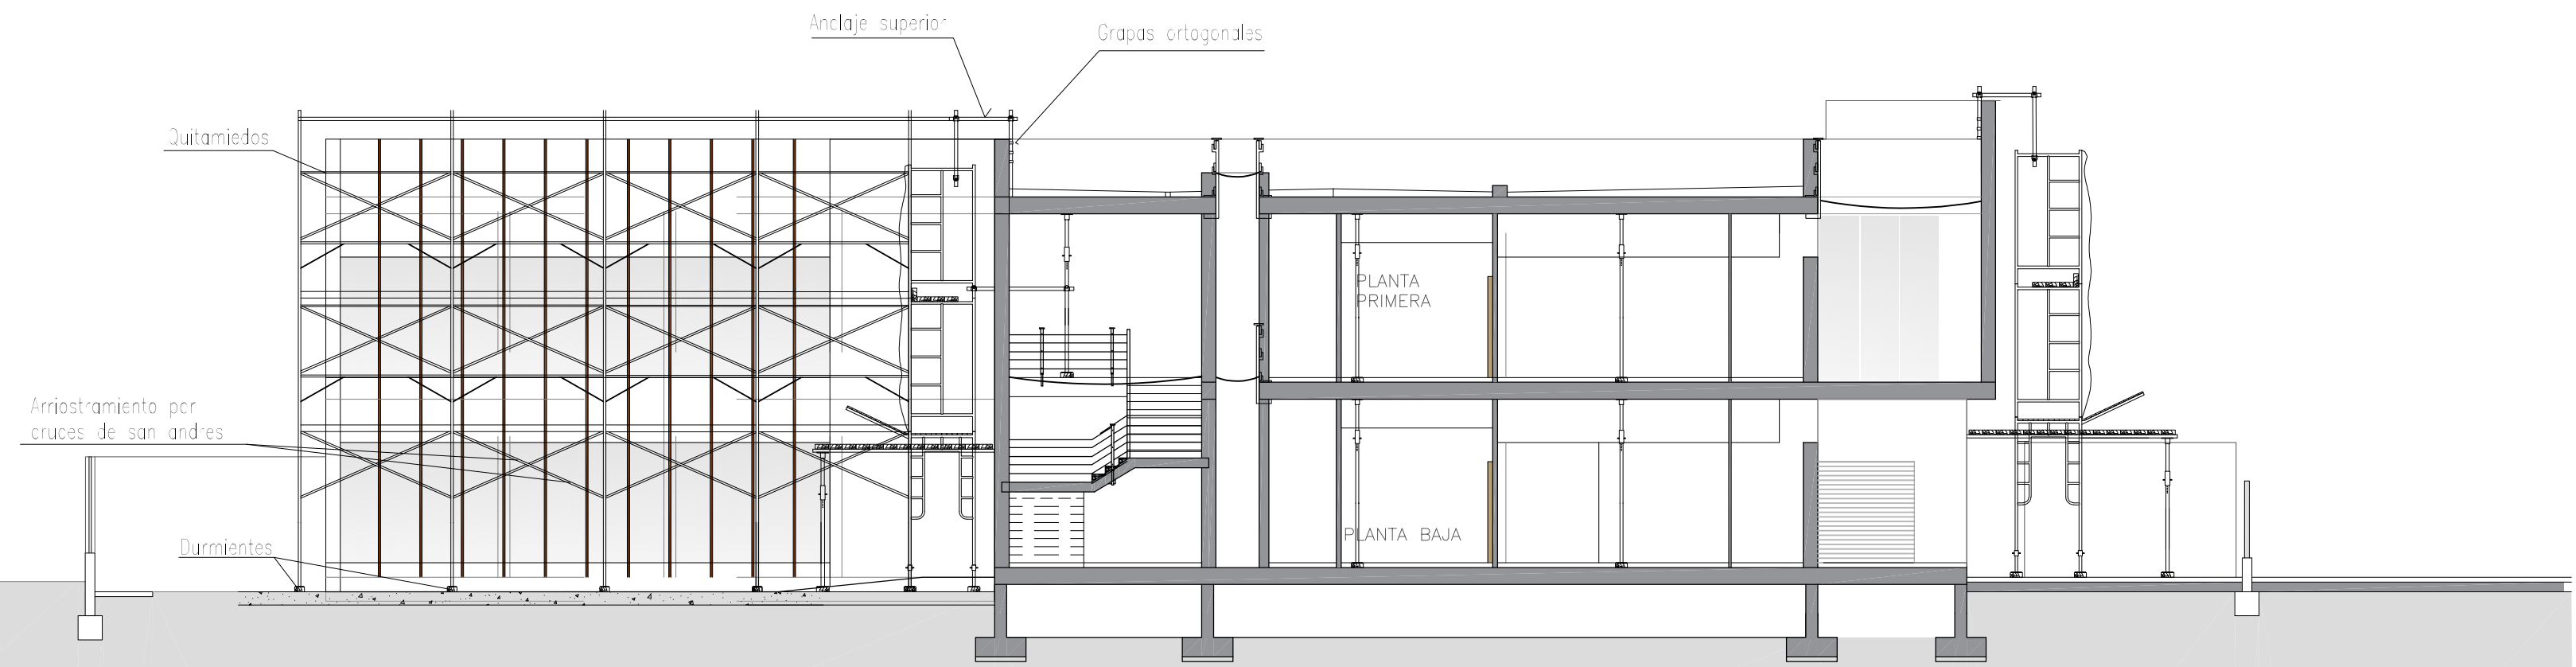 Anclaje superior
Grapas ortogonales
Quitamiedos
PLANTA
PRIMERA
Arriostramiento por
cruces de san andres
PLANTA BAJA
Durmientes